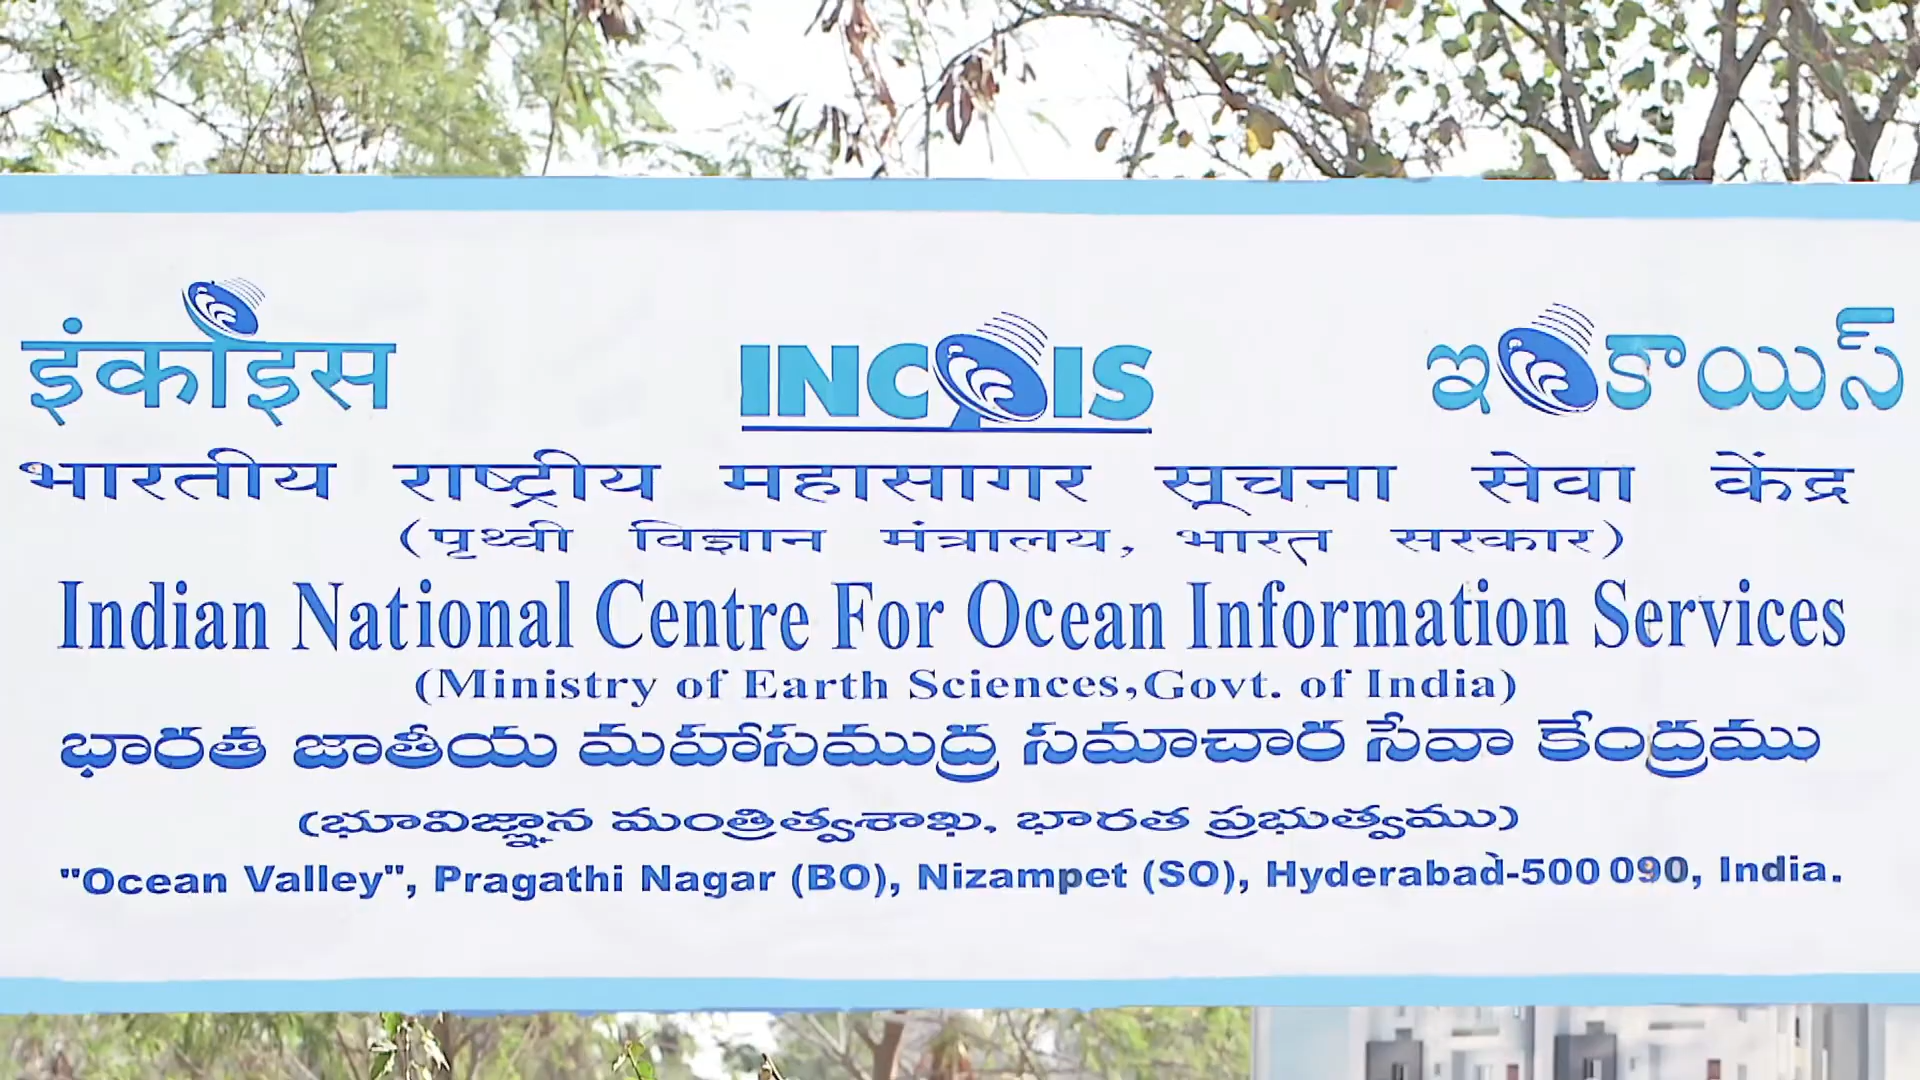 इंकॉइस INCOIS ఇంకాయిస్
भारतीय राष्ट्रीय महासागर सूचना सेवा केंद्र
(पृथ्वी विज्ञान मंत्रालय, भारत सरकार)
Indian National Centre For Ocean Information Services
(Ministry of Earth Sciences,Govt. of India)
భారత జాతీయ మహాసముద్ర సమాచార సేవా కేంద్రము
(భూవిజ్ఞాన మంత్రిత్వశాఖ, భారత ప్రభుత్వము)
"Ocean Valley", Pragathi Nagar (BO), Nizampet (SO), Hyderabad-500 090, India.